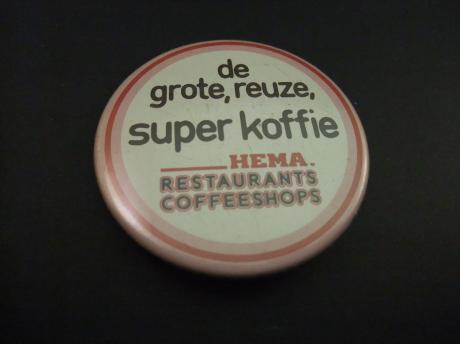 de
grote, reuze,
super koffie
HEMA.
RESTAURANTS
COFFEESHOPS